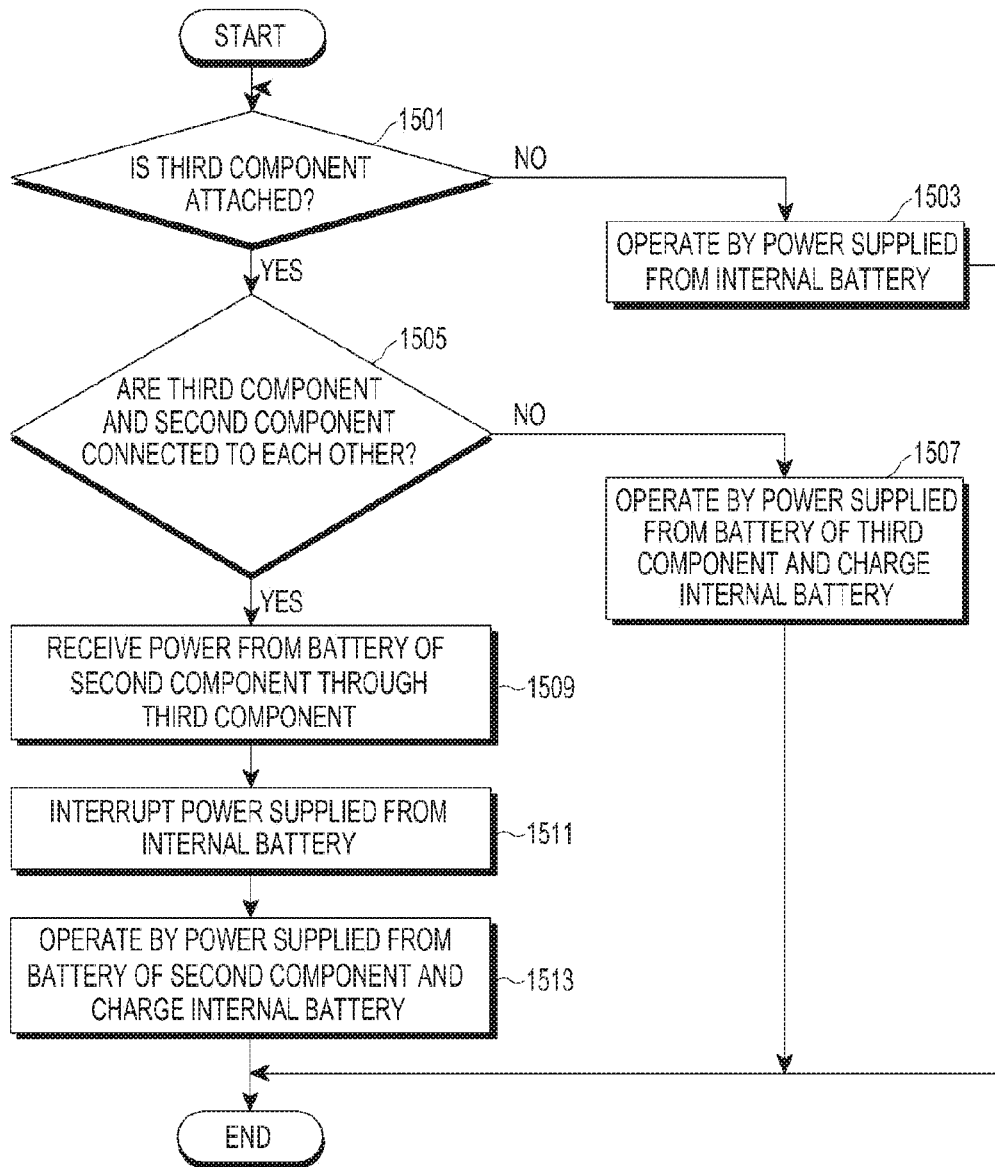 START
1501
IS THIRD COMPONENT
ATTACHED?
NO
1503
OPERATE BY POWER SUPPLIED
FROM INTERNAL BATTERY
YES
1505
ARE THIRD COMPONENT
AND SECOND COMPONENT
CONNECTED TO EACH OTHER?
NO
1507
OPERATE BY POWER SUPPLIED
FROM BATTERY OF THIRD
COMPONENT AND CHARGE
INTERNAL BATTERY
YES
RECEIVE POWER FROM BATTERY OF
SECOND COMPONENT THROUGH
THIRD COMPONENT
1509
INTERRUPT POWER SUPPLIED FROM
INTERNAL BATTERY
1511
OPERATE BY POWER SUPPLIED FROM
BATTERY OF SECOND COMPONENT AND
CHARGE INTERNAL BATTERY
1513
END